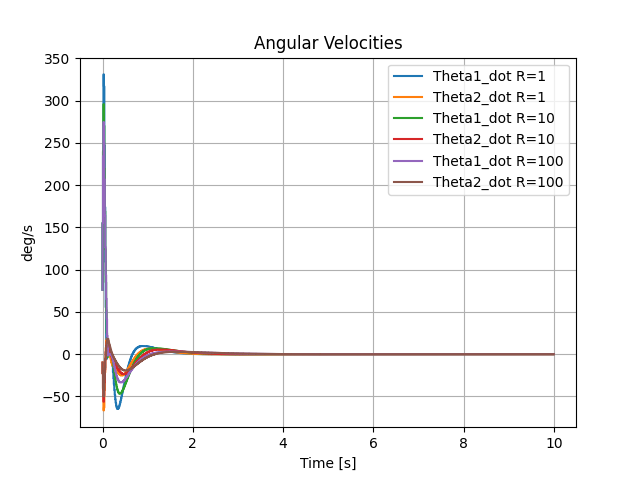 Angular Velocities
350
300
250
200
150
100
50
0
−50
deg/s
Theta1_dot R=1
Theta2_dot R=1
Theta1_dot R=10
Theta2_dot R=10
Theta1_dot R=100
Theta2_dot R=100
0 2 4 6 8 10
Time [s]